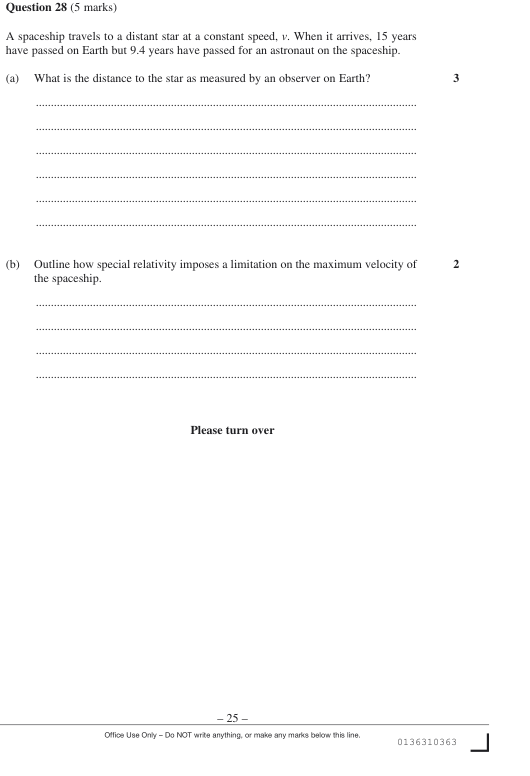 Question 28 (5 marks)
A spaceship travels to a distant star at a constant speed, v. When it arrives, 15 years
have passed on Earth but 9.4 years have passed for an astronaut on the spaceship.
(a) What is the distance to the star as measured by an observer on Earth? 3
(b) Outline how special relativity imposes a limitation on the maximum velocity of 2
the spaceship.
Please turn over
– 25 –
Office Use Only – Do NOT write anything, or make any marks below this line.
0136310363